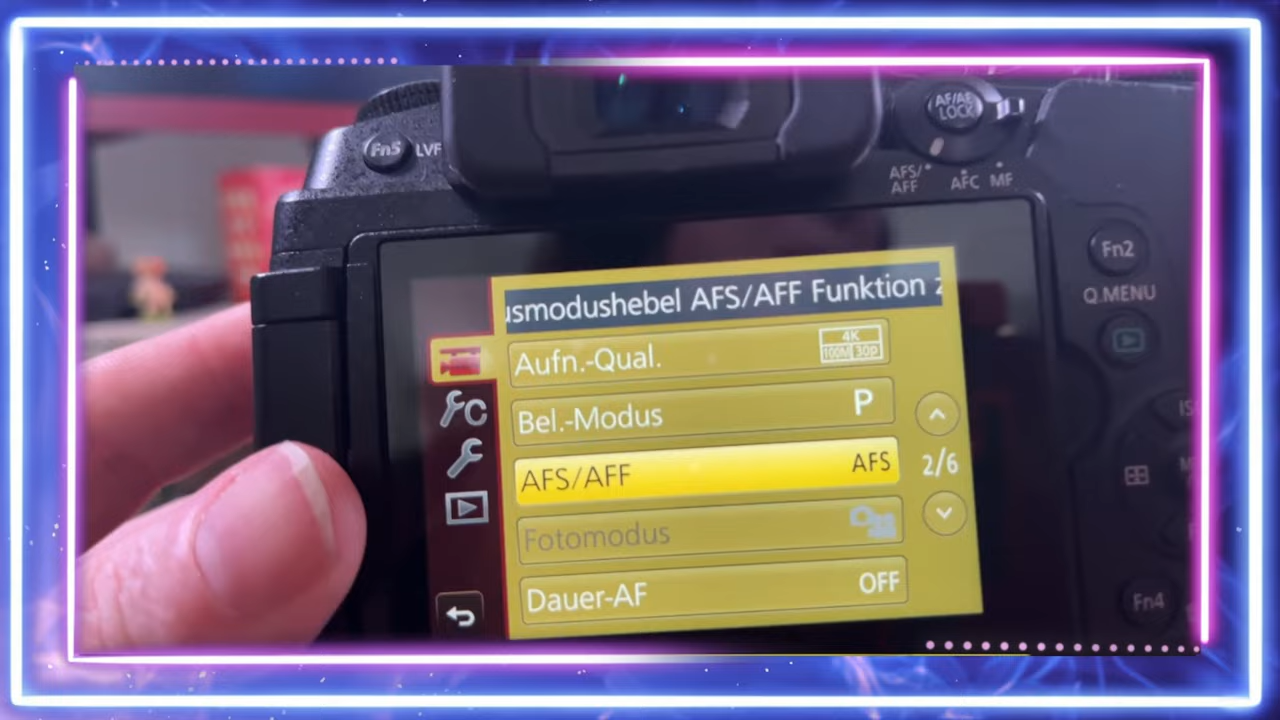 AF/AE
LOCK
Fn5 LVF
AFS/
AFF AFC MF
Fn2
Q.MENU
usmodushebel AFS/AFF Funktion z
Aufn.-Qual. 4K
100M 30p
Bel.-Modus P
AFS/AFF AFS
2/6
Fotomodus
Dauer-AF OFF
Fn4